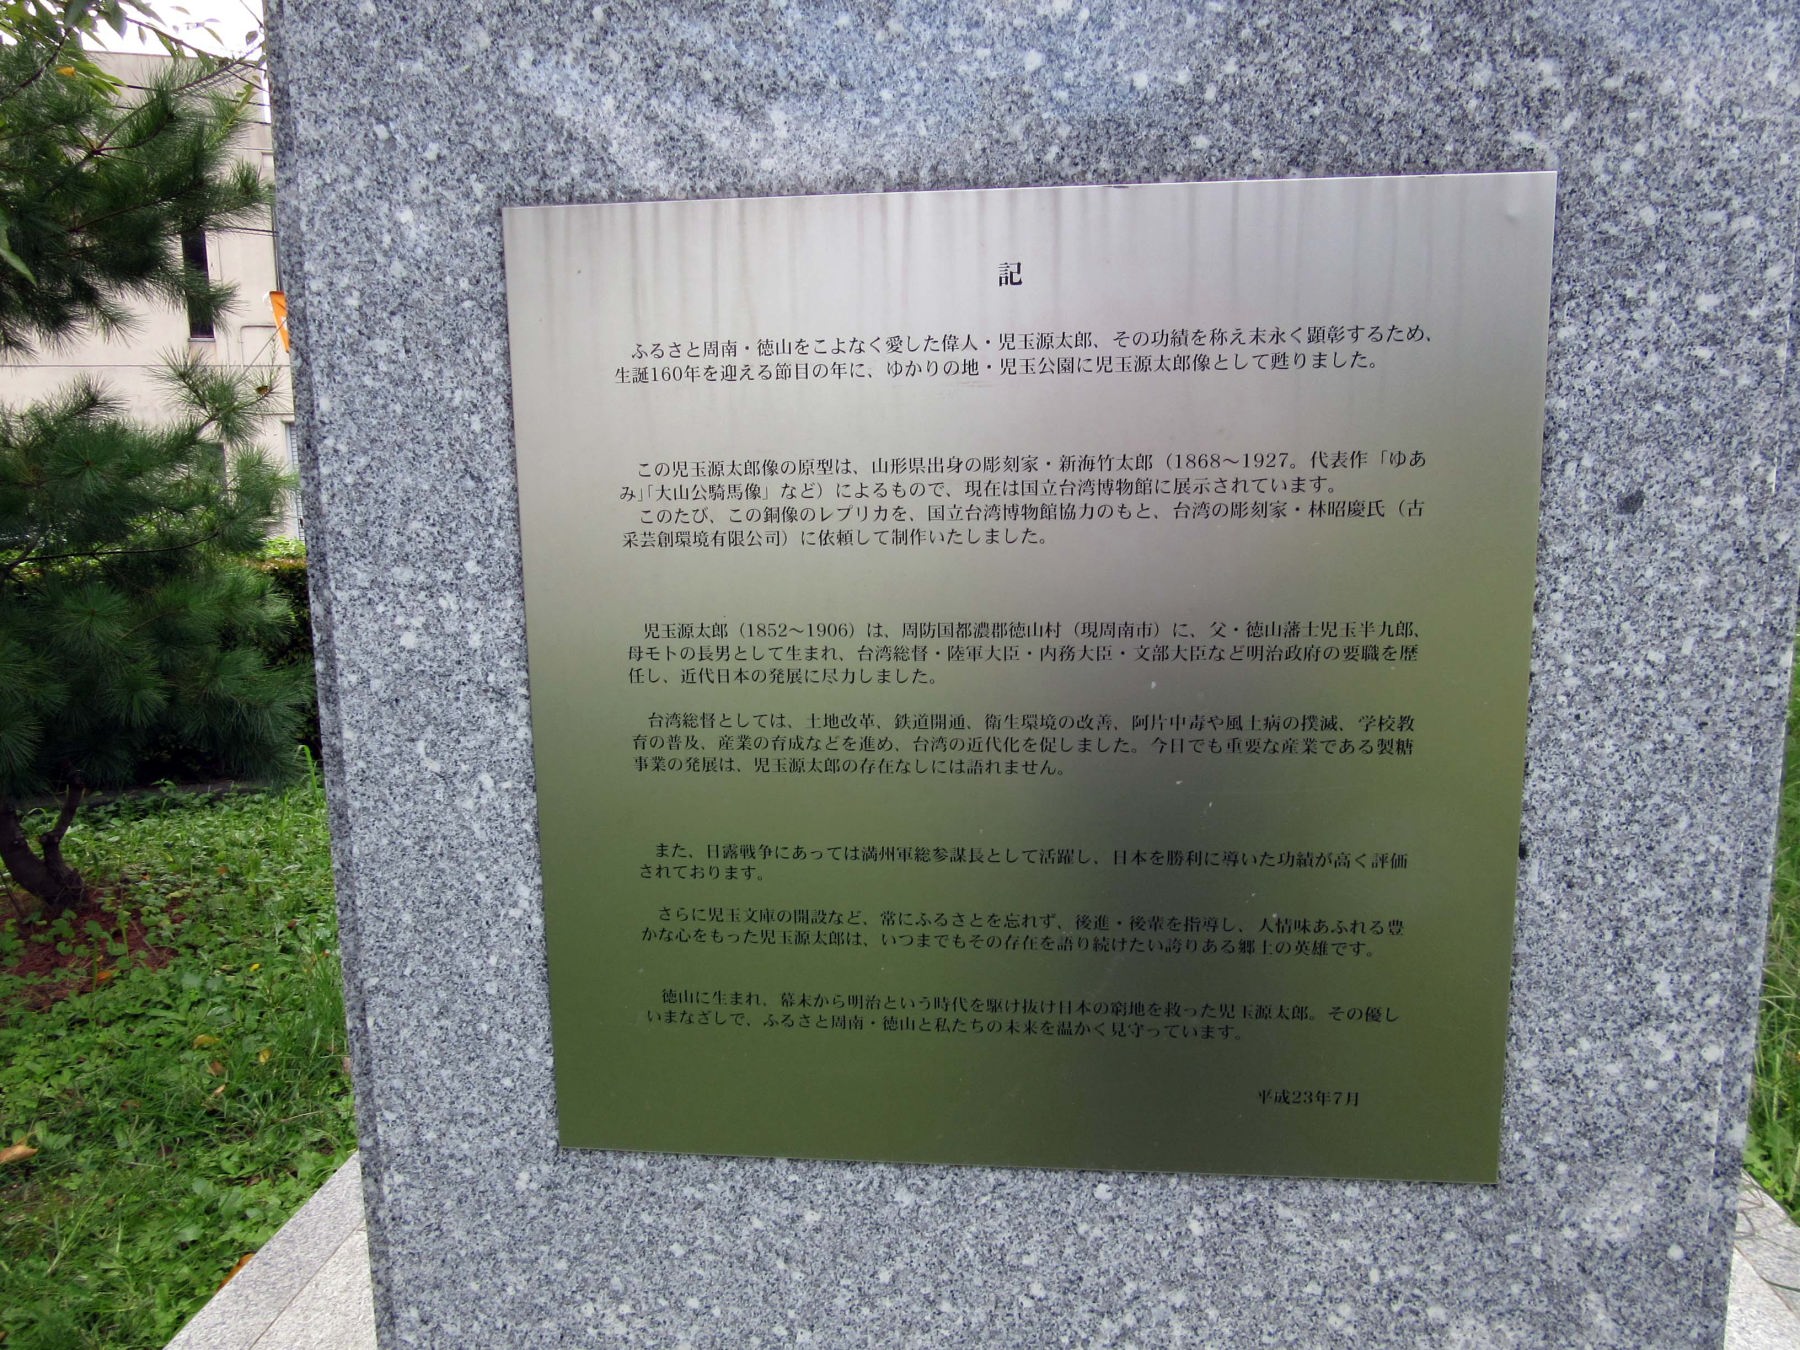 記
ふるさと周南・徳山をこよなく愛した偉人・児玉源太郎、その功績を称え末永く顕彰するため、
生誕160年を迎える節目の年に、ゆかりの地・児玉公園に児玉源太郎像として甦りました。
この児玉源太郎像の原型は、山形県出身の彫刻家・新海竹太郎（1868～1927。代表作「ゆあ
み」「大山公騎馬像」など）によるもので、現在は国立台湾博物館に展示されています。
このたび、この銅像のレプリカを、国立台湾博物館協力のもと、台湾の彫刻家・林昭慶氏（古
采芸創環境有限公司）に依頼して制作いたしました。
児玉源太郎（1852～1906）は、周防国都濃郡徳山村（現周南市）に、父・徳山藩士児玉半九郎、
母モトの長男として生まれ、台湾総督・陸軍大臣・内務大臣・文部大臣など明治政府の要職を歴
任し、近代日本の発展に尽力しました。
台湾総督としては、土地改革、鉄道開通、衛生環境の改善、阿片中毒や風土病の撲滅、学校教
育の普及、産業の育成などを進め、台湾の近代化を促しました。今日でも重要な産業である製糖
事業の発展は、児玉源太郎の存在なしには語れません。
また、日露戦争にあっては満州軍総参謀長として活躍し、日本を勝利に導いた功績が高く評価
されております。
さらに児玉文庫の開設など、常にふるさとを忘れず、後進・後輩を指導し、人情味あふれる豊
かな心をもった児玉源太郎は、いつまでもその存在を語り続けたい誇りある郷土の英雄です。
徳山に生まれ、幕末から明治という時代を駆け抜け日本の窮地を救った児玉源太郎。その優し
いまなざしで、ふるさと周南・徳山と私たちの未来を温かく見守っています。
平成23年7月